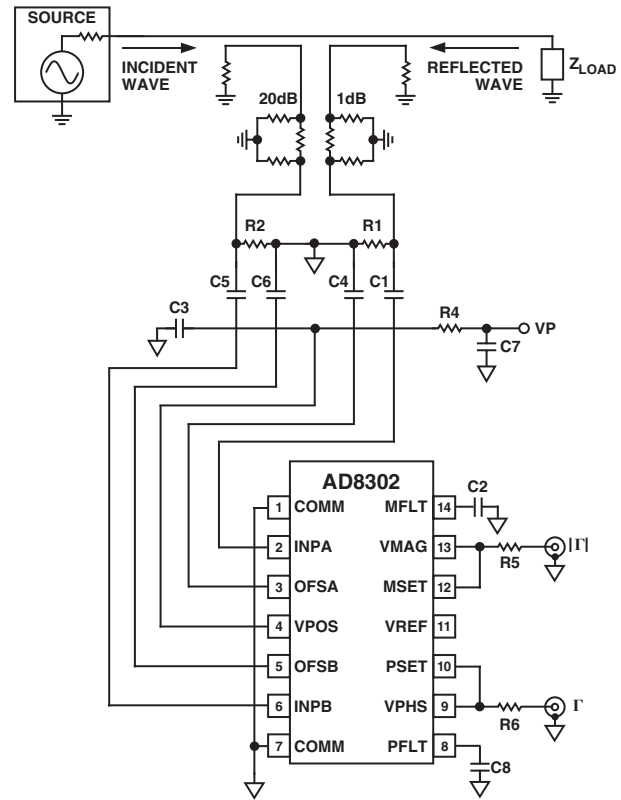 SOURCE
INCIDENT
WAVE
REFLECTED
WAVE
ZLOAD
20dB
1dB
R2
R1
C5
C6
C4
C1
C3
R4
VP
C7
AD8302
1
COMM
MFLT
14
C2
2
INPA
VMAG
13
R5
|Γ|
3
OFSA
MSET
12
4
VPOS
VREF
11
5
OFSB
PSET
10
6
INPB
VPHS
9
R6
Γ
7
COMM
PFLT
8
C8